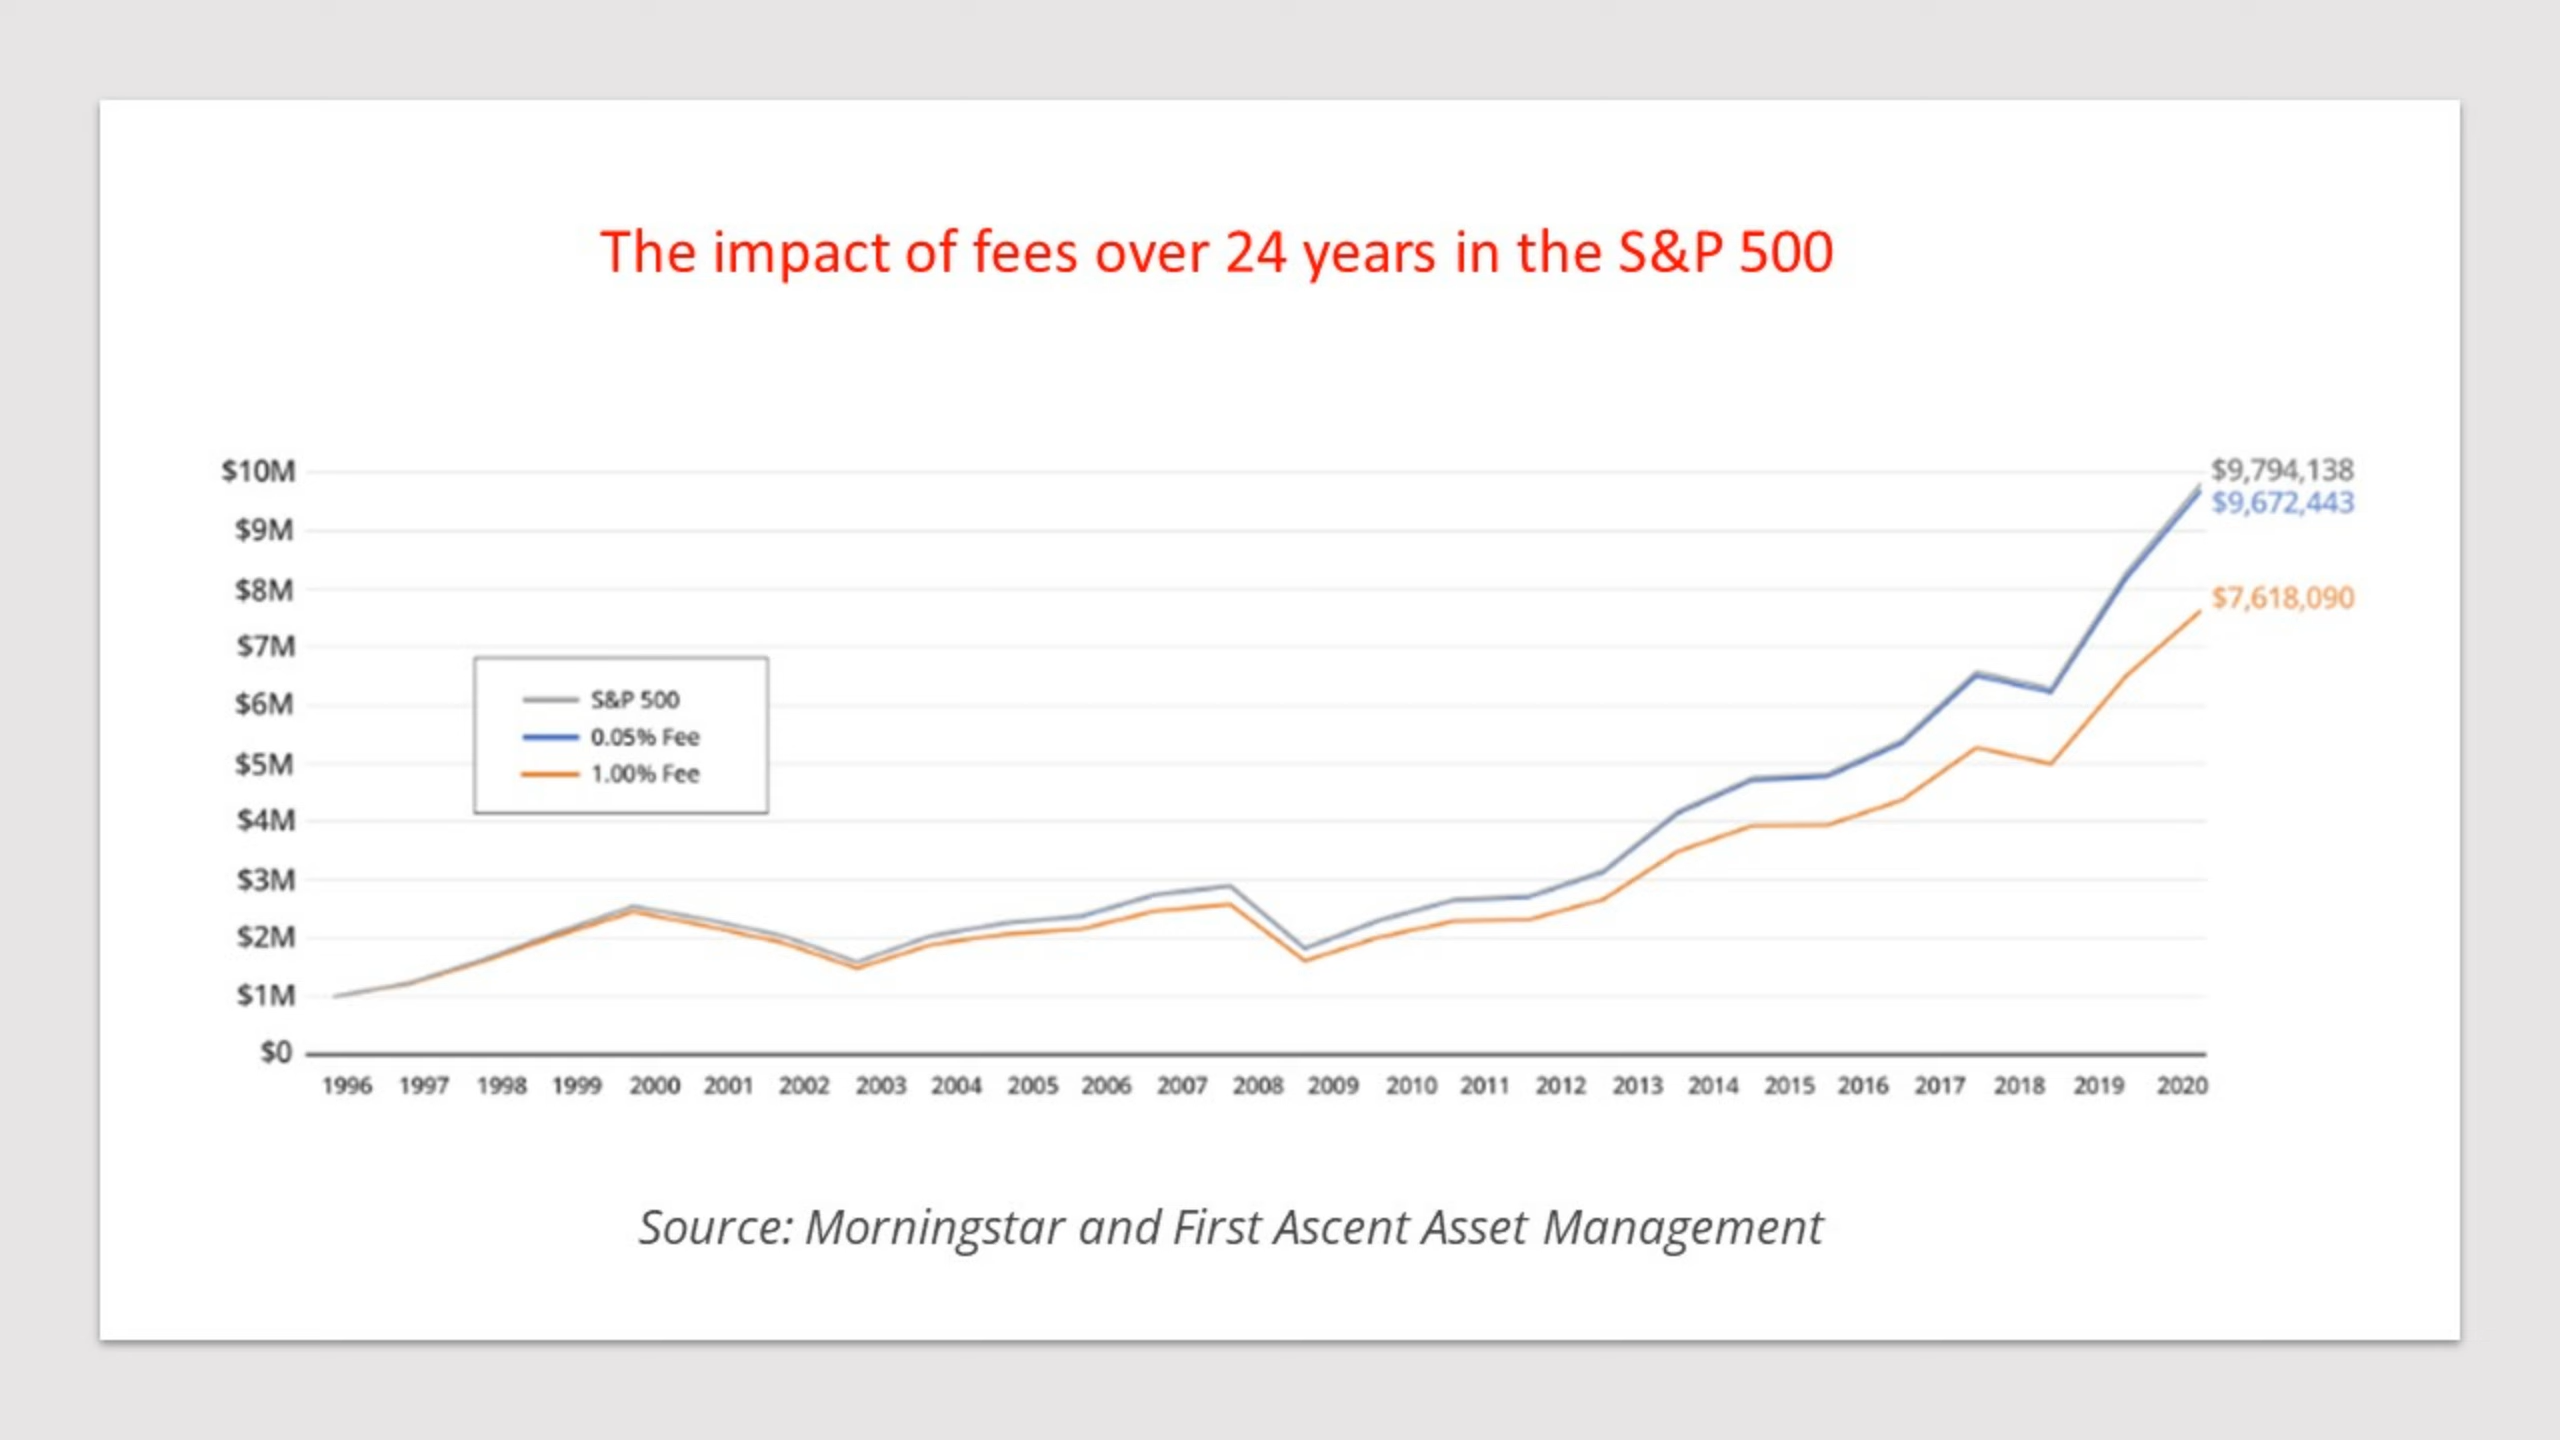 The impact of fees over 24 years in the S&P 500
$10M
$9M
$8M
$7M
$6M
$5M
$4M
$3M
$2M
$1M
$0
S&P 500
0.05% Fee
1.00% Fee
$9,794,138
$9,672,443
$7,618,090
1996 1997 1998 1999 2000 2001 2002 2003 2004 2005 2006 2007 2008 2009 2010 2011 2012 2013 2014 2015 2016 2017 2018 2019 2020
Source: Morningstar and First Ascent Asset Management